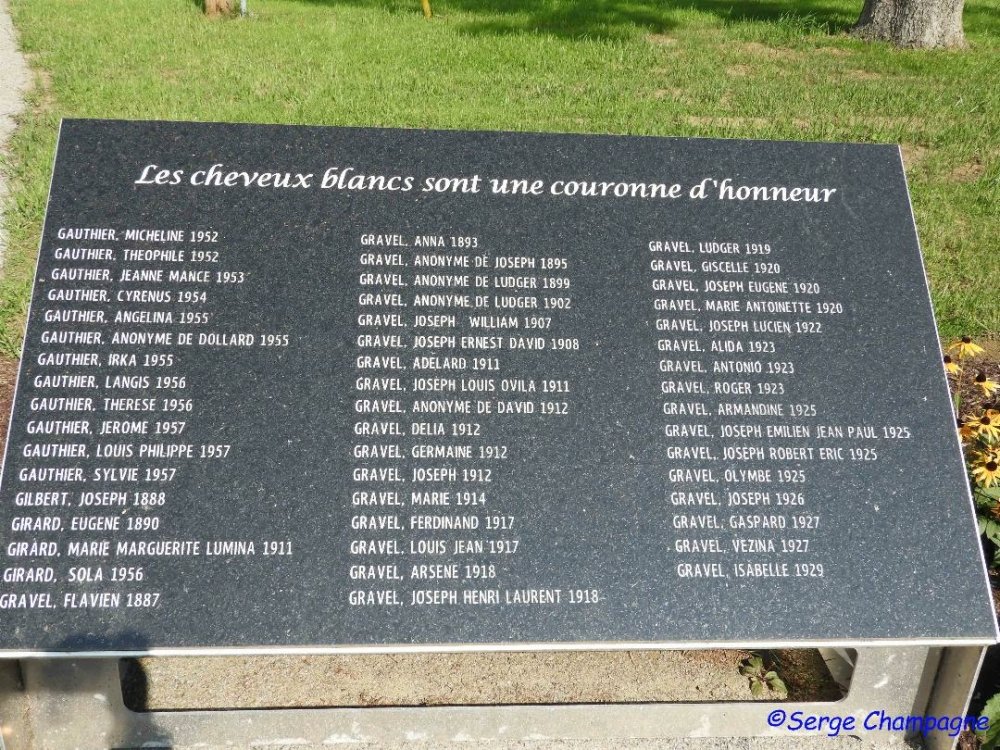 Les cheveux blancs sont une couronne d'honneur
GAUTHIER, MICHELINE 1952
GAUTHIER, THEOPHILE 1952
GAUTHIER, JEANNE MANCE 1953
GAUTHIER, CYRENUS 1954
GAUTHIER, ANGELINA 1955
GAUTHIER, ANONYME DE DOLLARD 1955
GAUTHIER, IRKA 1955
GAUTHIER, LANGIS 1956
GAUTHIER, THERESE 1956
GAUTHIER, JEROME 1957
GAUTHIER, LOUIS PHILIPPE 1957
GAUTHIER, SYLVIE 1957
GILBERT, JOSEPH 1888
GIRARD, EUGENE 1890
GIRARD, MARIE MARGUERITE LUMINA 1911
GIRARD, SOLA 1956
GRAVEL, FLAVIEN 1887
GRAVEL, ANNA 1893
GRAVEL, ANONYME DE JOSEPH 1895
GRAVEL, ANONYME DE LUDGER 1899
GRAVEL, ANONYME DE LUDGER 1902
GRAVEL, JOSEPH WILLIAM 1907
GRAVEL, JOSEPH ERNEST DAVID 1908
GRAVEL, ADELARD 1911
GRAVEL, JOSEPH LOUIS OVILA 1911
GRAVEL, ANONYME DE DAVID 1912
GRAVEL, DELIA 1912
GRAVEL, GERMAINE 1912
GRAVEL, JOSEPH 1912
GRAVEL, MARIE 1914
GRAVEL, FERDINAND 1917
GRAVEL, LOUIS JEAN 1917
GRAVEL, ARSENE 1918
GRAVEL, JOSEPH HENRI LAURENT 1918
GRAVEL, LUDGER 1919
GRAVEL, GISCELLE 1920
GRAVEL, JOSEPH EUGENE 1920
GRAVEL, MARIE ANTOINETTE 1920
GRAVEL, JOSEPH LUCIEN 1922
GRAVEL, ALIDA 1923
GRAVEL, ANTONIO 1923
GRAVEL, ROGER 1923
GRAVEL, ARMANDINE 1925
GRAVEL, JOSEPH EMILIEN JEAN PAUL 1925
GRAVEL, JOSEPH ROBERT ERIC 1925
GRAVEL, OLYMBE 1925
GRAVEL, JOSEPH 1926
GRAVEL, GASPARD 1927
GRAVEL, VEZINA 1927
GRAVEL, ISABELLE 1929
©Serge Champagne